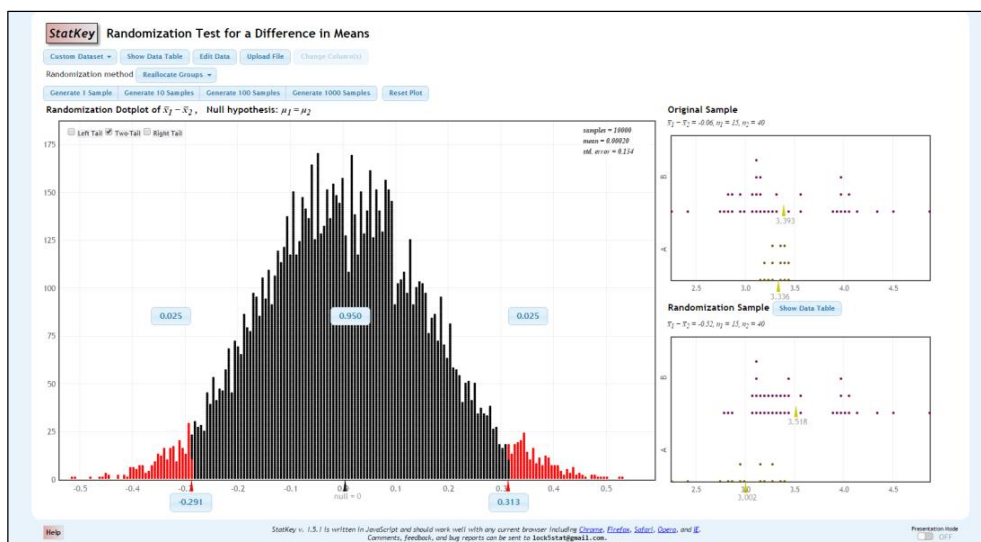 StatKey Randomization Test for a Difference in Means
Custom Dataset Show Data Table Edit Data Upload File Change Column(s)
Randomization method Reallocate Groups
Generate 1 Sample Generate 10 Samples Generate 100 Samples Generate 1000 Samples Reset Plot
Randomization Dotplot of x̄₁ − x̄₂ , Null hypothesis: μ₁ = μ₂
Left Tail Two-Tail Right Tail
samples = 10000
mean = 0.00020
std. error = 0.154
175
150
125
100
75
50
25
0
0.025 0.950 0.025
-0.5 -0.4 -0.3 -0.2 -0.1 0.0 0.1 0.2 0.3 0.4 0.5
null = 0
-0.291 0.313
Original Sample
x̄₁ − x̄₂ = -0.06, n₁ = 15, n₂ = 40
B
3.393
A
2.5 3.0 3.5 4.0 4.5
3.336
Randomization Sample Show Data Table
x̄₁ − x̄₂ = -0.52, n₁ = 15, n₂ = 40
B
3.518
A
2.5 3.0 3.5 4.0 4.5
3.002
Help
StatKey v. 1.5.1 is written in JavaScript and should work well with any current browser including Chrome, Firefox, Safari, Opera, and IE.
Comments, feedback, and bug reports can be sent to lock5stat@gmail.com.
Presentation Mode
OFF